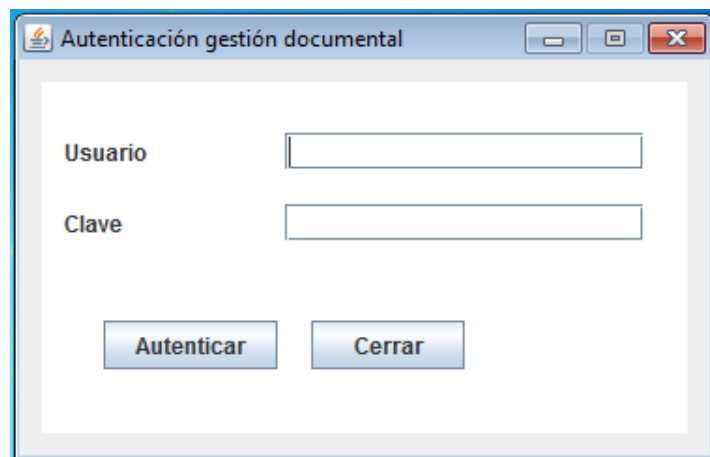 Autenticación gestión documental
Usuario
Clave
Autenticar Cerrar